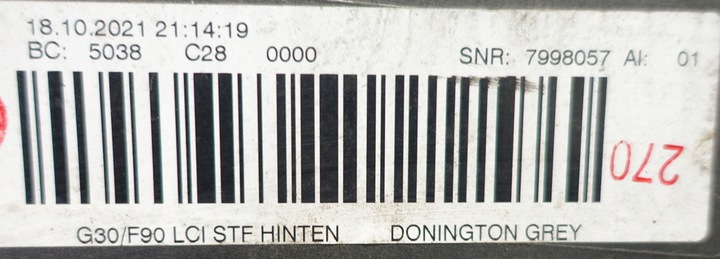 18.10.2021 21:14:19
BC: 5038 C28 0000 SNR: 7998057 AI: 01
270
G30/F90 LCI STF HINTEN DONINGTON GREY